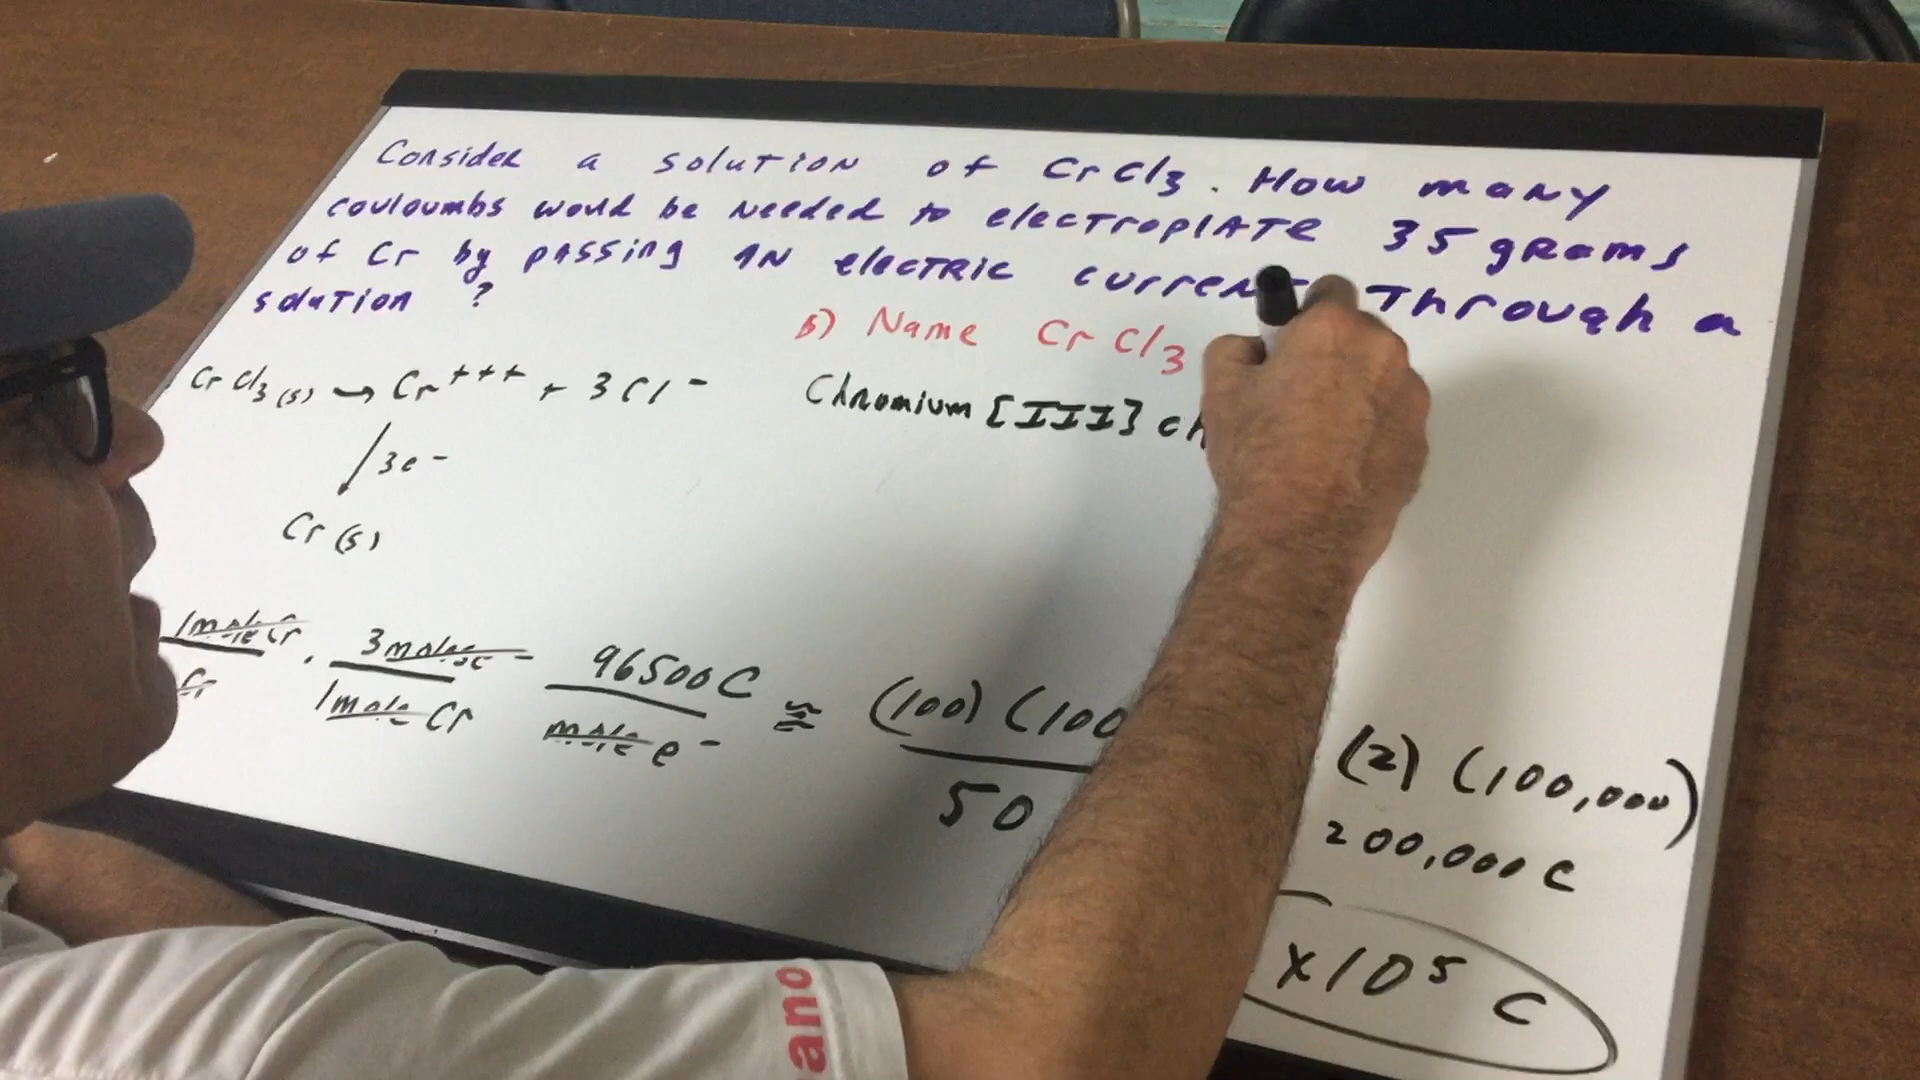 Consider a solution of CrCl3. How many
couloumbs would be needed to electroplate 35 grams
of Cr by passing an electric current through a
solution ?
b) Name CrCl3
CrCl3 (s) → Cr+++ + 3Cl-
Chromium [III] ch
3e-
Cr (s)
1mole Cr . 3moles e- 96500C ≈ (100) (100 (2) (100,000)
Cr 1mole Cr mole e- 50 200,000 C
x10⁵ C
ano